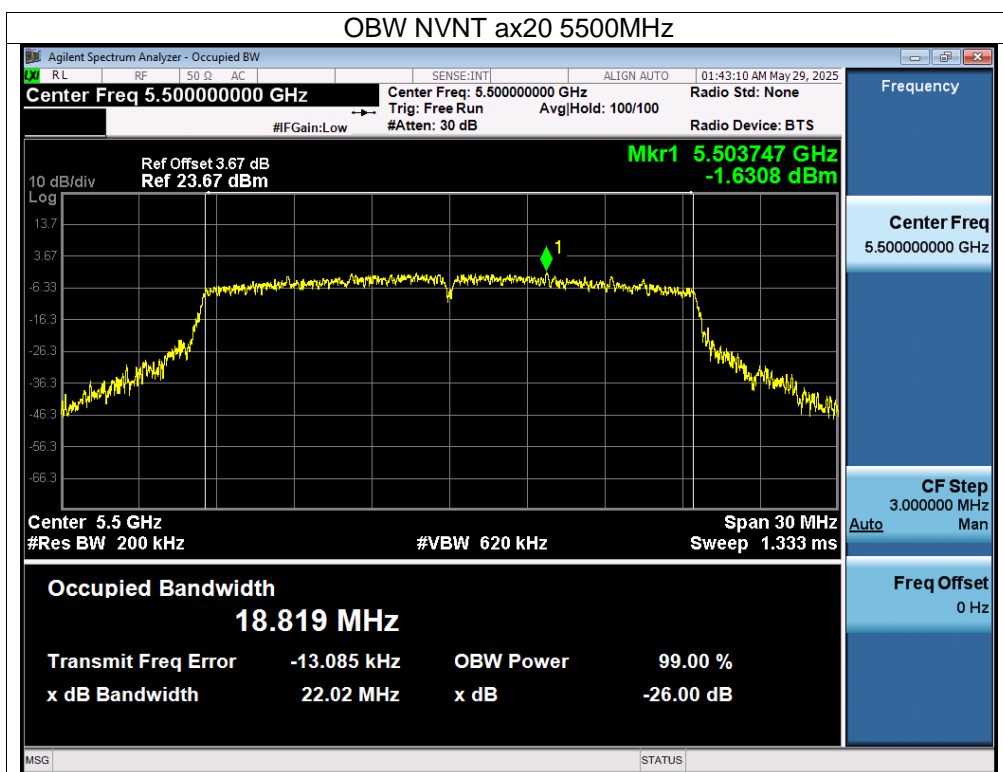 OBW NVNT ax20 5500MHz
Agilent Spectrum Analyzer - Occupied BW
LXI RL RF 50 Ω AC SENSE:INT ALIGN AUTO 01:43:10 AM May 29, 2025
Center Freq 5.500000000 GHz Center Freq: 5.500000000 GHz Radio Std: None
Trig: Free Run Avg|Hold: 100/100
#IFGain:Low #Atten: 30 dB Radio Device: BTS
Mkr1 5.503747 GHz
-1.6308 dBm
Ref Offset 3.67 dB
10 dB/div Ref 23.67 dBm
Log
13.7
3.67
-6.33
-16.3
-26.3
-36.3
-46.3
-56.3
-66.3
1
Center 5.5 GHz Span 30 MHz
#Res BW 200 kHz #VBW 620 kHz Sweep 1.333 ms
Occupied Bandwidth
18.819 MHz
Transmit Freq Error -13.085 kHz OBW Power 99.00 %
x dB Bandwidth 22.02 MHz x dB -26.00 dB
MSG STATUS
Frequency
Center Freq
5.500000000 GHz
CF Step
3.000000 MHz
Auto Man
Freq Offset
0 Hz